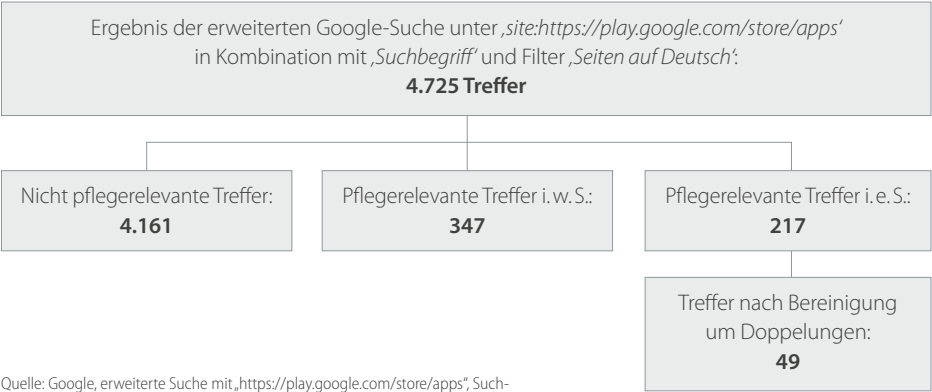 Ergebnis der erweiterten Google-Suche unter ‚site:https://play.google.com/store/apps‘
in Kombination mit ‚Suchbegriff‘ und Filter ‚Seiten auf Deutsch‘:
4.725 Treffer
Nicht pflegerelevante Treffer:
4.161
Pflegerelevante Treffer i. w. S.:
347
Pflegerelevante Treffer i. e. S.:
217
Treffer nach Bereinigung
um Doppelungen:
49
Quelle: Google, erweiterte Suche mit „https://play.google.com/store/apps“, Such-